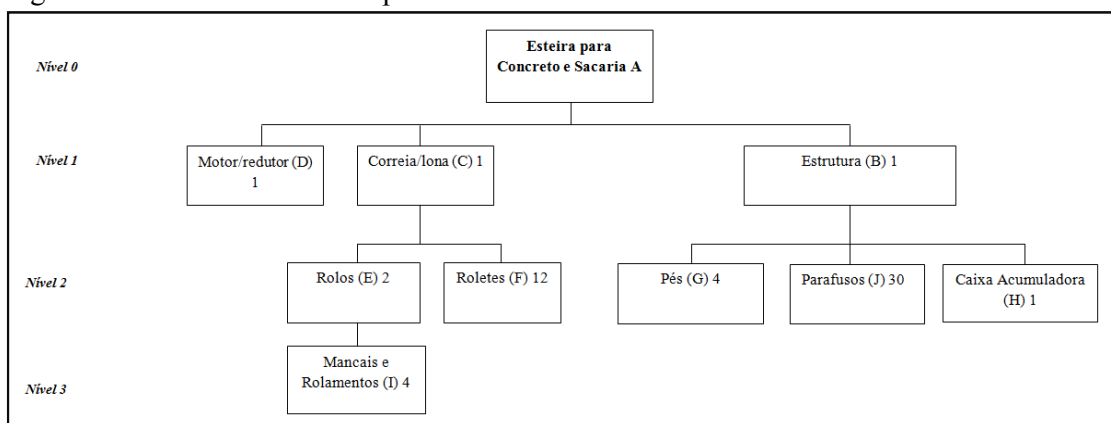 Esteira para
Concreto e Sacaria A
Nível 0
Nível 1
Motor/redutor (D)
1
Correia/lona (C) 1
Estrutura (B) 1
Nível 2
Rolos (E) 2
Roletes (F) 12
Pés (G) 4
Parafusos (J) 30
Caixa Acumuladora
(H) 1
Mancais e
Rolamentos (I) 4
Nível 3